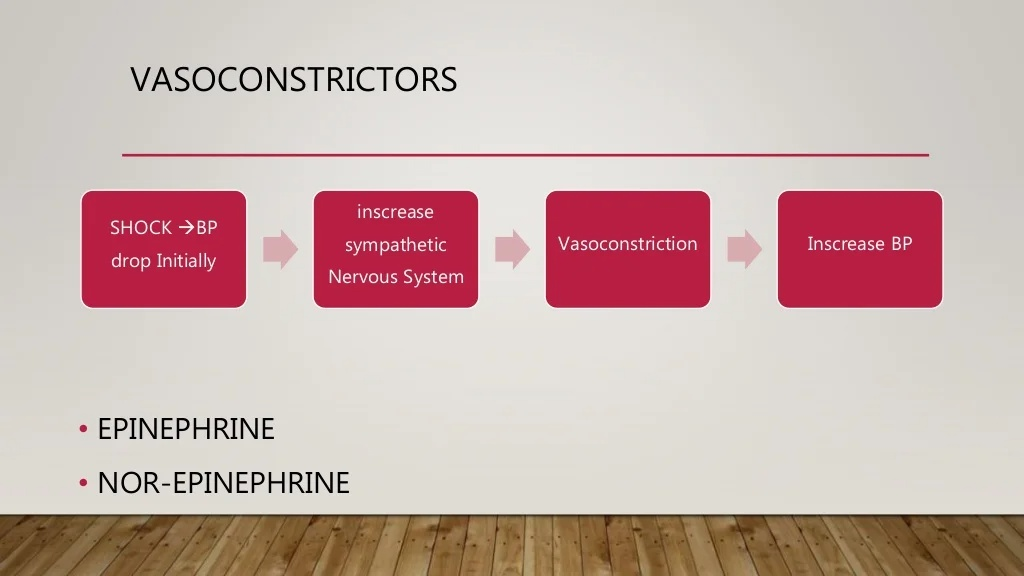 VASOCONSTRICTORS
SHOCK →BP
drop Initially
inscrease
sympathetic
Nervous System
Vasoconstriction
Inscrease BP
• EPINEPHRINE
• NOR-EPINEPHRINE